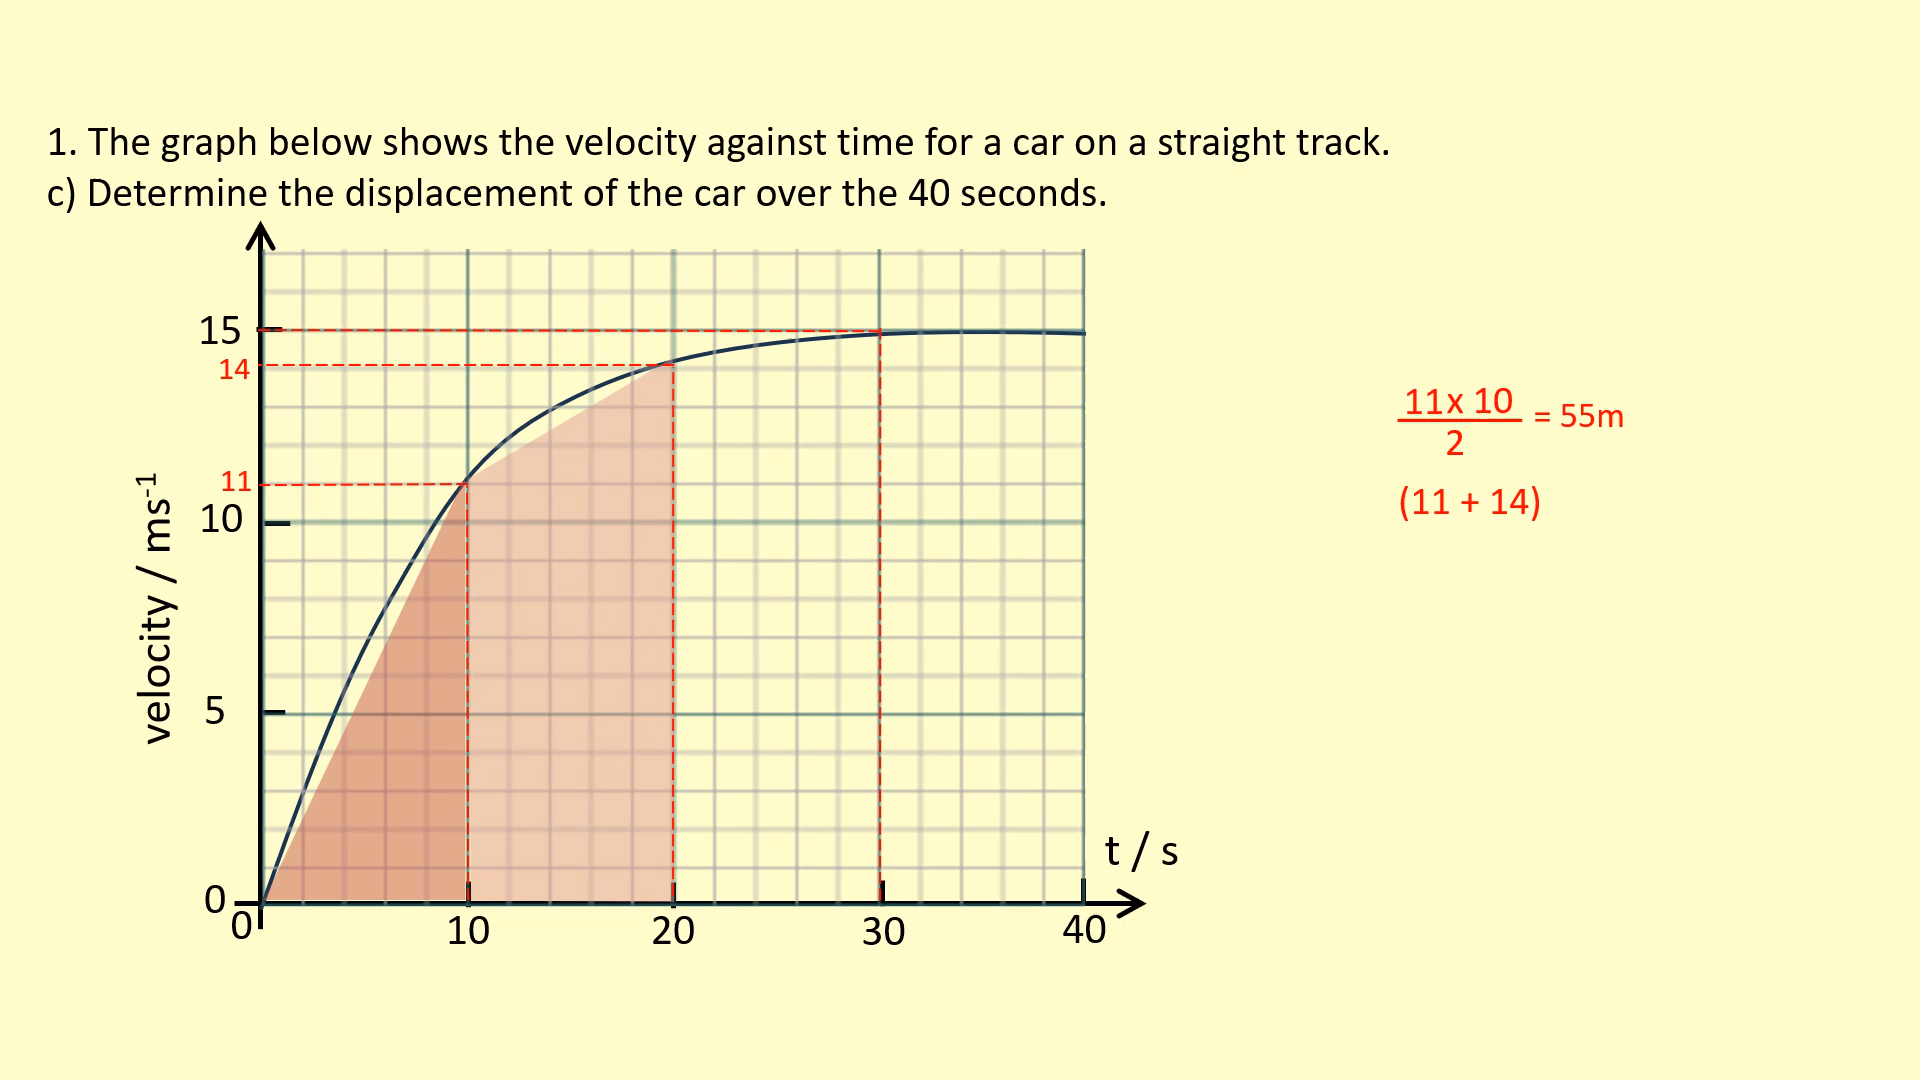 1. The graph below shows the velocity against time for a car on a straight track.
c) Determine the displacement of the car over the 40 seconds.
velocity / ms⁻¹
15
14
11
10
5
0
0
10
20
30
40
t / s
11x 10
2
= 55m
(11 + 14)